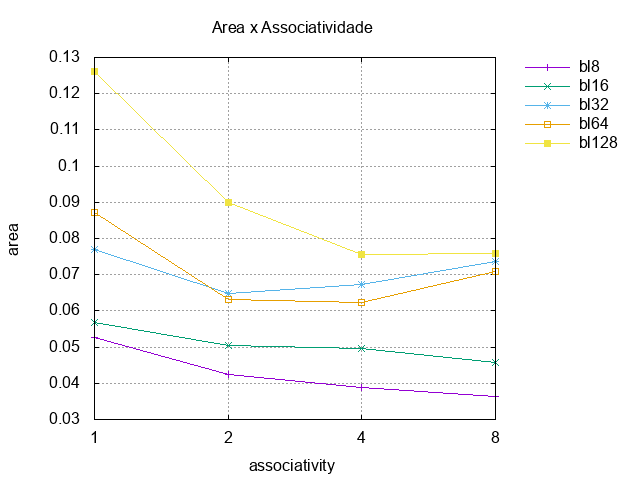 Area x Associatividade
0.13
0.12
0.11
0.1
0.09
0.08
0.07
0.06
0.05
0.04
0.03
area
1 2 4 8
associativity
bl8
bl16
bl32
bl64
bl128